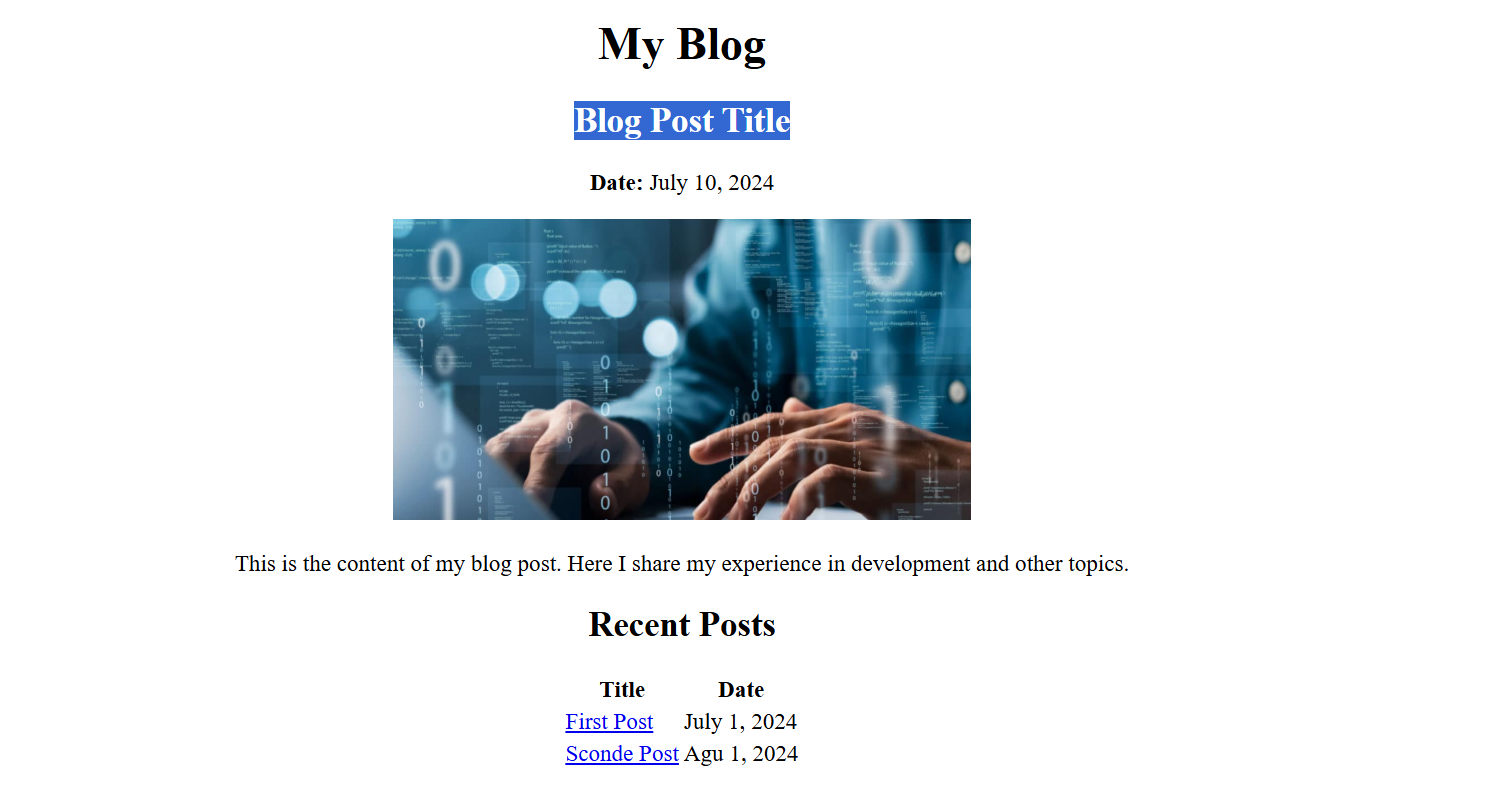 My Blog
Blog Post Title
Date: July 10, 2024
This is the content of my blog post. Here I share my experience in development and other topics.
Recent Posts
Title Date
First Post July 1, 2024
Sconde Post Agu 1, 2024